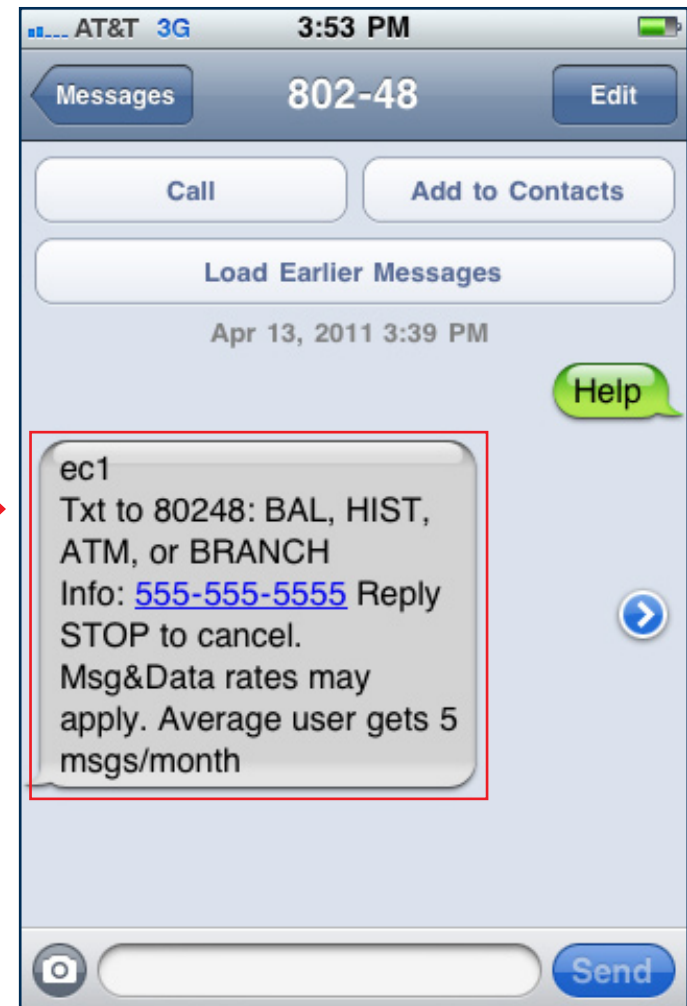 AT&T 3G 3:53 PM
Messages 802-48 Edit
Call Add to Contacts
Load Earlier Messages
Apr 13, 2011 3:39 PM
Help
ec1
Txt to 80248: BAL, HIST,
ATM, or BRANCH
Info: 555-555-5555 Reply
STOP to cancel.
Msg&Data rates may
apply. Average user gets 5
msgs/month
Send